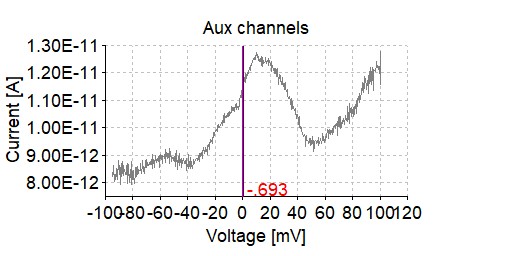 Aux channels
Current [A]
1.30E-11
1.20E-11
1.10E-11
1.00E-11
9.00E-12
8.00E-12
-.693
-100 -80 -60 -40 -20 0 20 40 60 80 100 120
Voltage [mV]